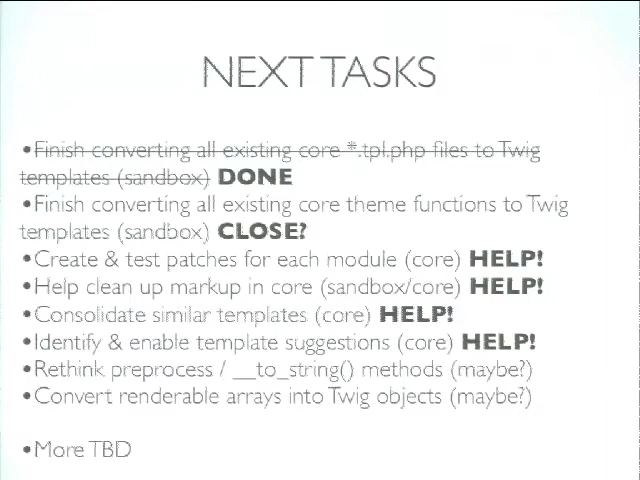 NEXT TASKS
•Finish converting all existing core *.tpl.php files to Twig
templates (sandbox) DONE
•Finish converting all existing core theme functions to Twig
templates (sandbox) CLOSE?
•Create & test patches for each module (core) HELP!
•Help clean up markup in core (sandbox/core) HELP!
•Consolidate similar templates (core) HELP!
•Identify & enable template suggestions (core) HELP!
•Rethink preprocess / __to_string() methods (maybe?)
•Convert renderable arrays into Twig objects (maybe?)
•More TBD